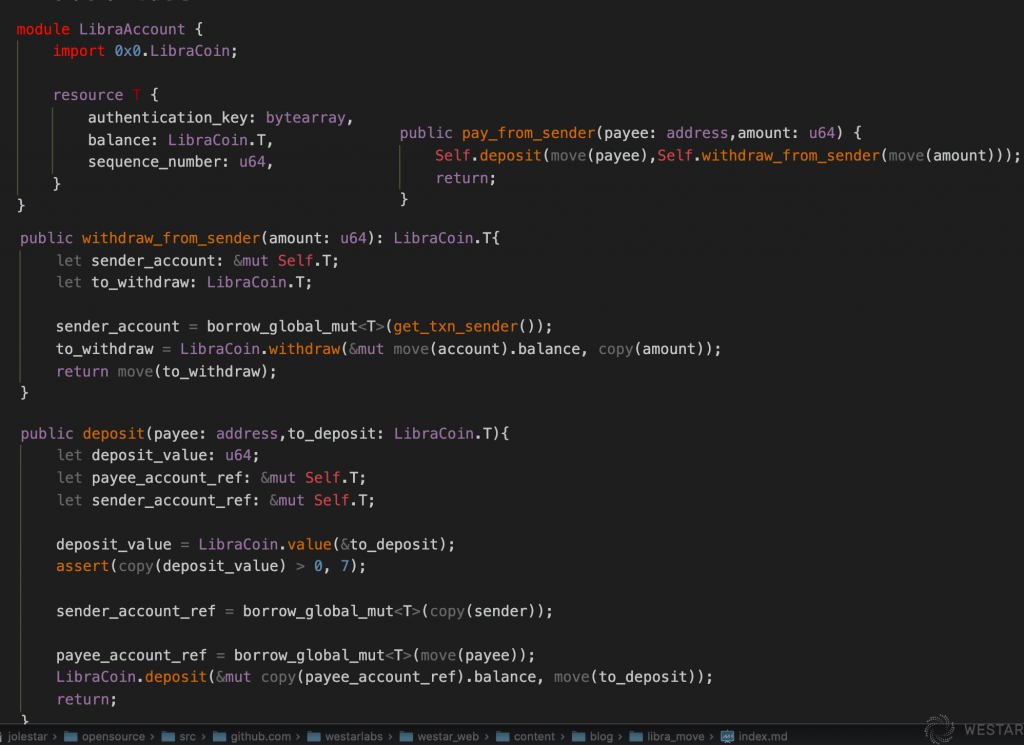 module LibraAccount {
    import 0x0.LibraCoin;

    resource T {
        authentication_key: bytearray,
        balance: LibraCoin.T,
        sequence_number: u64,
    }
}
public pay_from_sender(payee: address,amount: u64) {
    Self.deposit(move(payee),Self.withdraw_from_sender(move(amount)));
    return;
}
public withdraw_from_sender(amount: u64): LibraCoin.T{
    let sender_account: &mut Self.T;
    let to_withdraw: LibraCoin.T;

    sender_account = borrow_global_mut<T>(get_txn_sender());
    to_withdraw = LibraCoin.withdraw(&mut move(account).balance, copy(amount));
    return move(to_withdraw);
}

public deposit(payee: address,to_deposit: LibraCoin.T){
    let deposit_value: u64;
    let payee_account_ref: &mut Self.T;
    let sender_account_ref: &mut Self.T;

    deposit_value = LibraCoin.value(&to_deposit);
    assert(copy(deposit_value) > 0, 7);

    sender_account_ref = borrow_global_mut<T>(copy(sender));

    payee_account_ref = borrow_global_mut<T>(move(payee));
    LibraCoin.deposit(&mut copy(payee_account_ref).balance, move(to_deposit));
    return;
}
jolestar › opensource › src › github.com › westarlabs › westar_web › content › blog › libra_move › index.md
WESTAR